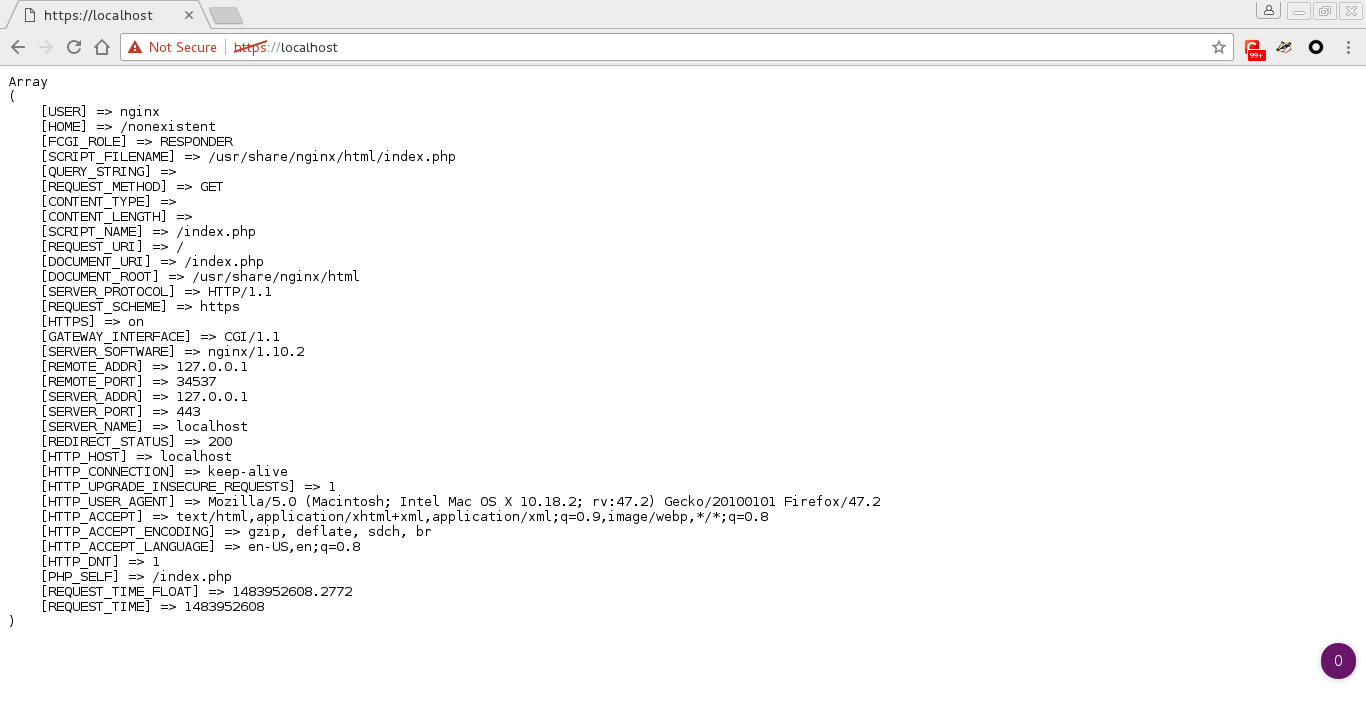 https://localhost
Not Secure https://localhost
99+
Array
(
[USER] => nginx
[HOME] => /nonexistent
[FCGI_ROLE] => RESPONDER
[SCRIPT_FILENAME] => /usr/share/nginx/html/index.php
[QUERY_STRING] =>
[REQUEST_METHOD] => GET
[CONTENT_TYPE] =>
[CONTENT_LENGTH] =>
[SCRIPT_NAME] => /index.php
[REQUEST_URI] => /
[DOCUMENT_URI] => /index.php
[DOCUMENT_ROOT] => /usr/share/nginx/html
[SERVER_PROTOCOL] => HTTP/1.1
[REQUEST_SCHEME] => https
[HTTPS] => on
[GATEWAY_INTERFACE] => CGI/1.1
[SERVER_SOFTWARE] => nginx/1.10.2
[REMOTE_ADDR] => 127.0.0.1
[REMOTE_PORT] => 34537
[SERVER_ADDR] => 127.0.0.1
[SERVER_PORT] => 443
[SERVER_NAME] => localhost
[REDIRECT_STATUS] => 200
[HTTP_HOST] => localhost
[HTTP_CONNECTION] => keep-alive
[HTTP_UPGRADE_INSECURE_REQUESTS] => 1
[HTTP_USER_AGENT] => Mozilla/5.0 (Macintosh; Intel Mac OS X 10.18.2; rv:47.2) Gecko/20100101 Firefox/47.2
[HTTP_ACCEPT] => text/html,application/xhtml+xml,application/xml;q=0.9,image/webp,*/*;q=0.8
[HTTP_ACCEPT_ENCODING] => gzip, deflate, sdch, br
[HTTP_ACCEPT_LANGUAGE] => en-US,en;q=0.8
[HTTP_DNT] => 1
[PHP_SELF] => /index.php
[REQUEST_TIME_FLOAT] => 1483952608.2772
[REQUEST_TIME] => 1483952608
)
0